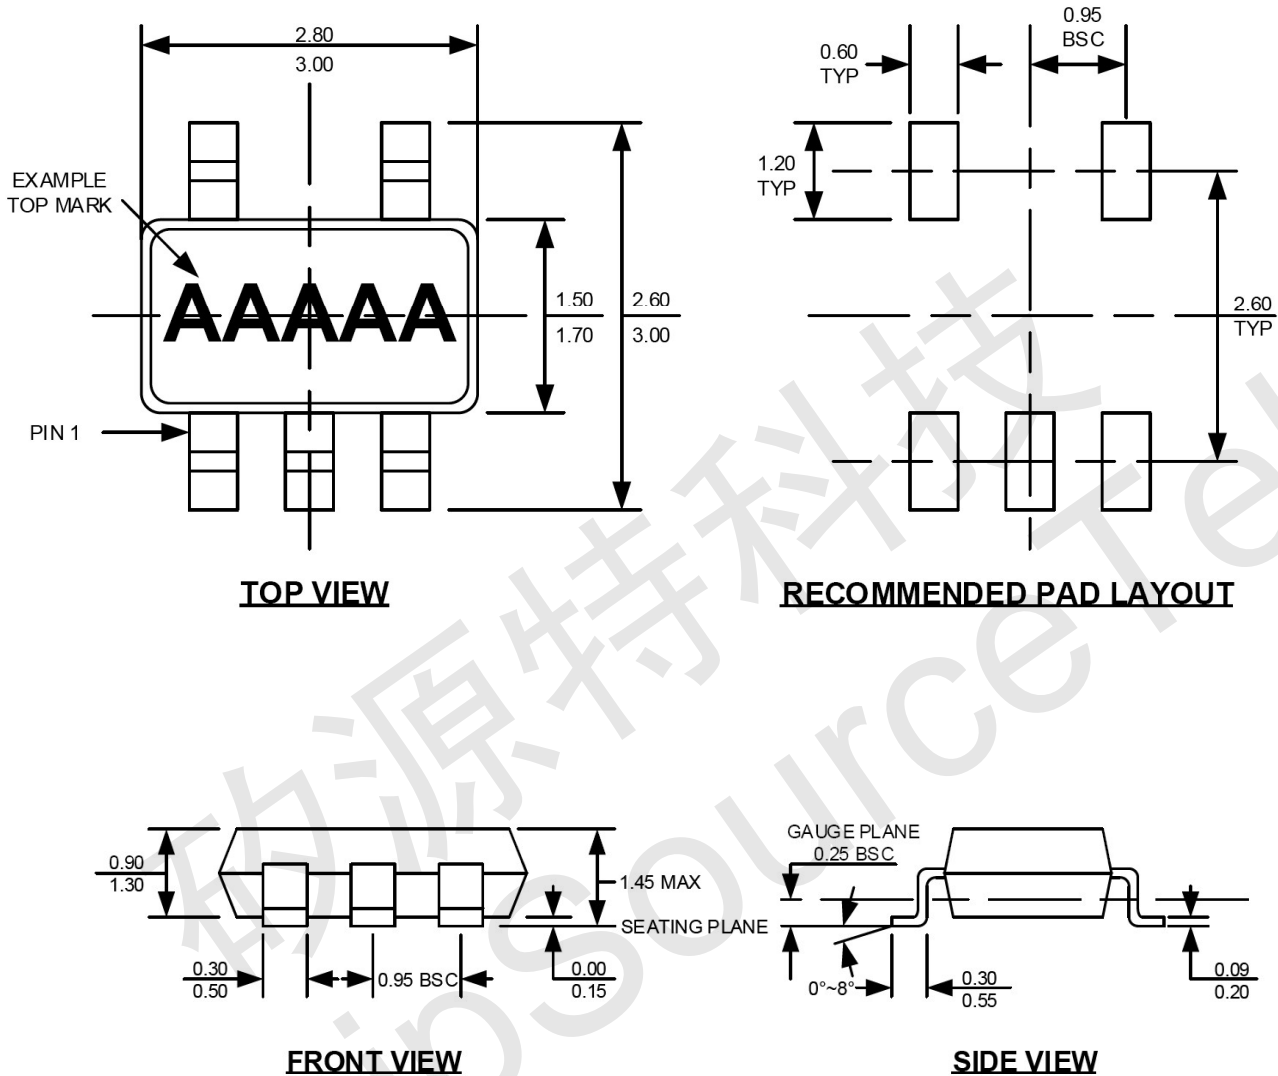 2.80
3.00
EXAMPLE
TOP MARK
AAAAA
1.50
1.70
2.60
3.00
PIN 1
TOP VIEW
0.95
BSC
0.60
TYP
1.20
TYP
2.60
TYP
RECOMMENDED PAD LAYOUT
0.90
1.30
1.45 MAX
SEATING PLANE
0.30
0.50
0.95 BSC
0.00
0.15
FRONT VIEW
GAUGE PLANE
0.25 BSC
0°~8°
0.30
0.55
0.09
0.20
SIDE VIEW
矽源特科技